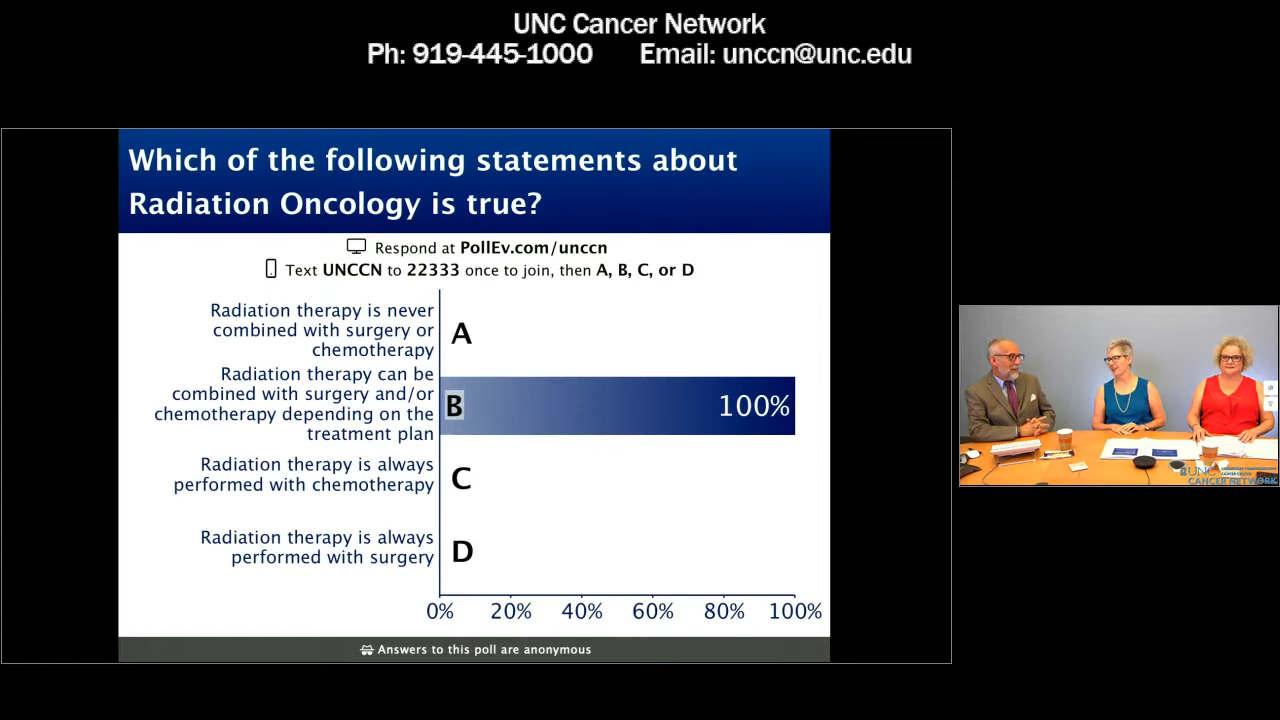 UNC Cancer Network
Ph: 919-445-1000 Email: unccn@unc.edu
Which of the following statements about
Radiation Oncology is true?
Respond at PollEv.com/unccn
Text UNCCN to 22333 once to join, then A, B, C, or D
Radiation therapy is never
combined with surgery or
chemotherapy
A
Radiation therapy can be
combined with surgery and/or
chemotherapy depending on the
treatment plan
B
100%
Radiation therapy is always
performed with chemotherapy
C
Radiation therapy is always
performed with surgery
D
0% 20% 40% 60% 80% 100%
Answers to this poll are anonymous
UNC
CANCER NETWORK